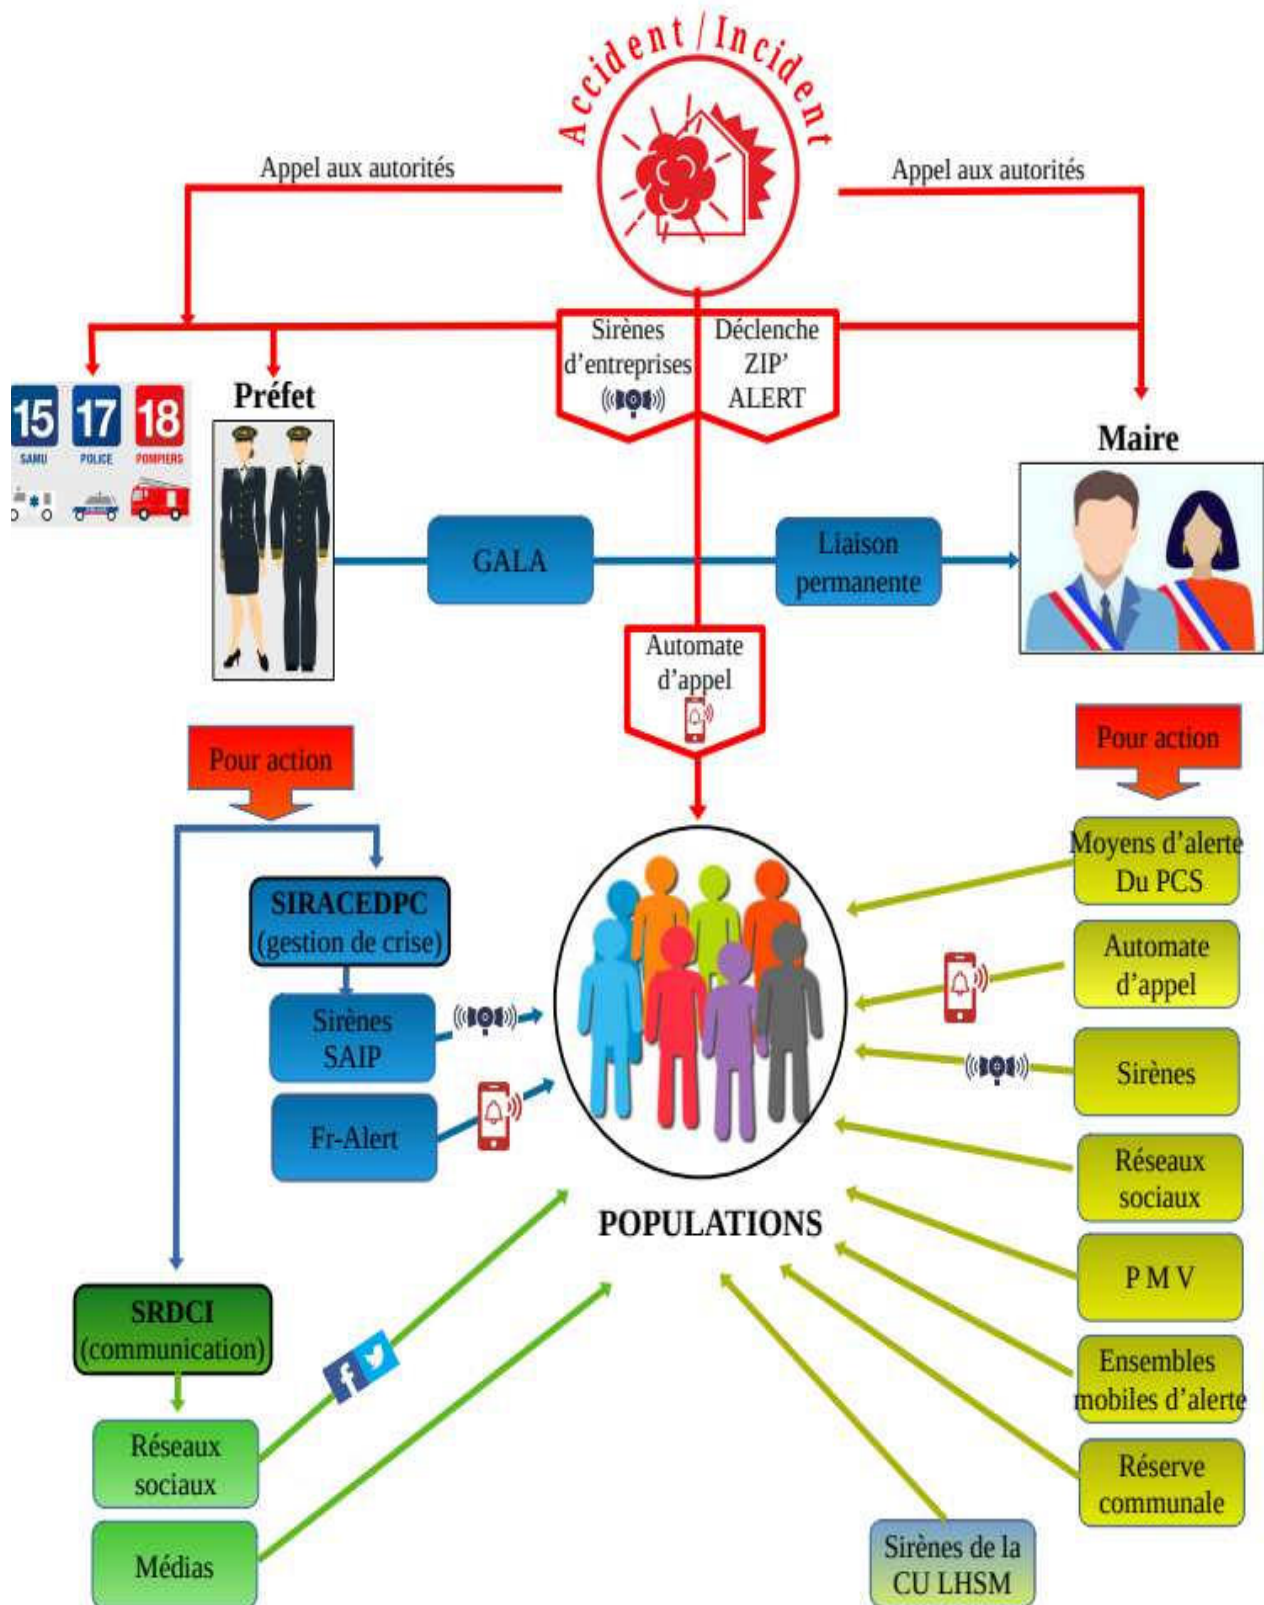 Accident / Incident
Appel aux autorités
Appel aux autorités
Sirènes
d’entreprises
Déclenche
ZIP’
ALERT
15
SAMU
17
POLICE
18
POMPIERS
Préfet
Maire
GALA
Liaison
permanente
Automate
d’appel
Pour action
Pour action
SIRACEDPC
(gestion de crise)
Sirènes
SAIP
Fr-Alert
SRDCI
(communication)
Réseaux
sociaux
Médias
POPULATIONS
Moyens d’alerte
Du PCS
Automate
d’appel
Sirènes
Réseaux
sociaux
P M V
Ensembles
mobiles d’alerte
Réserve
communale
Sirènes de la
CU LHSM